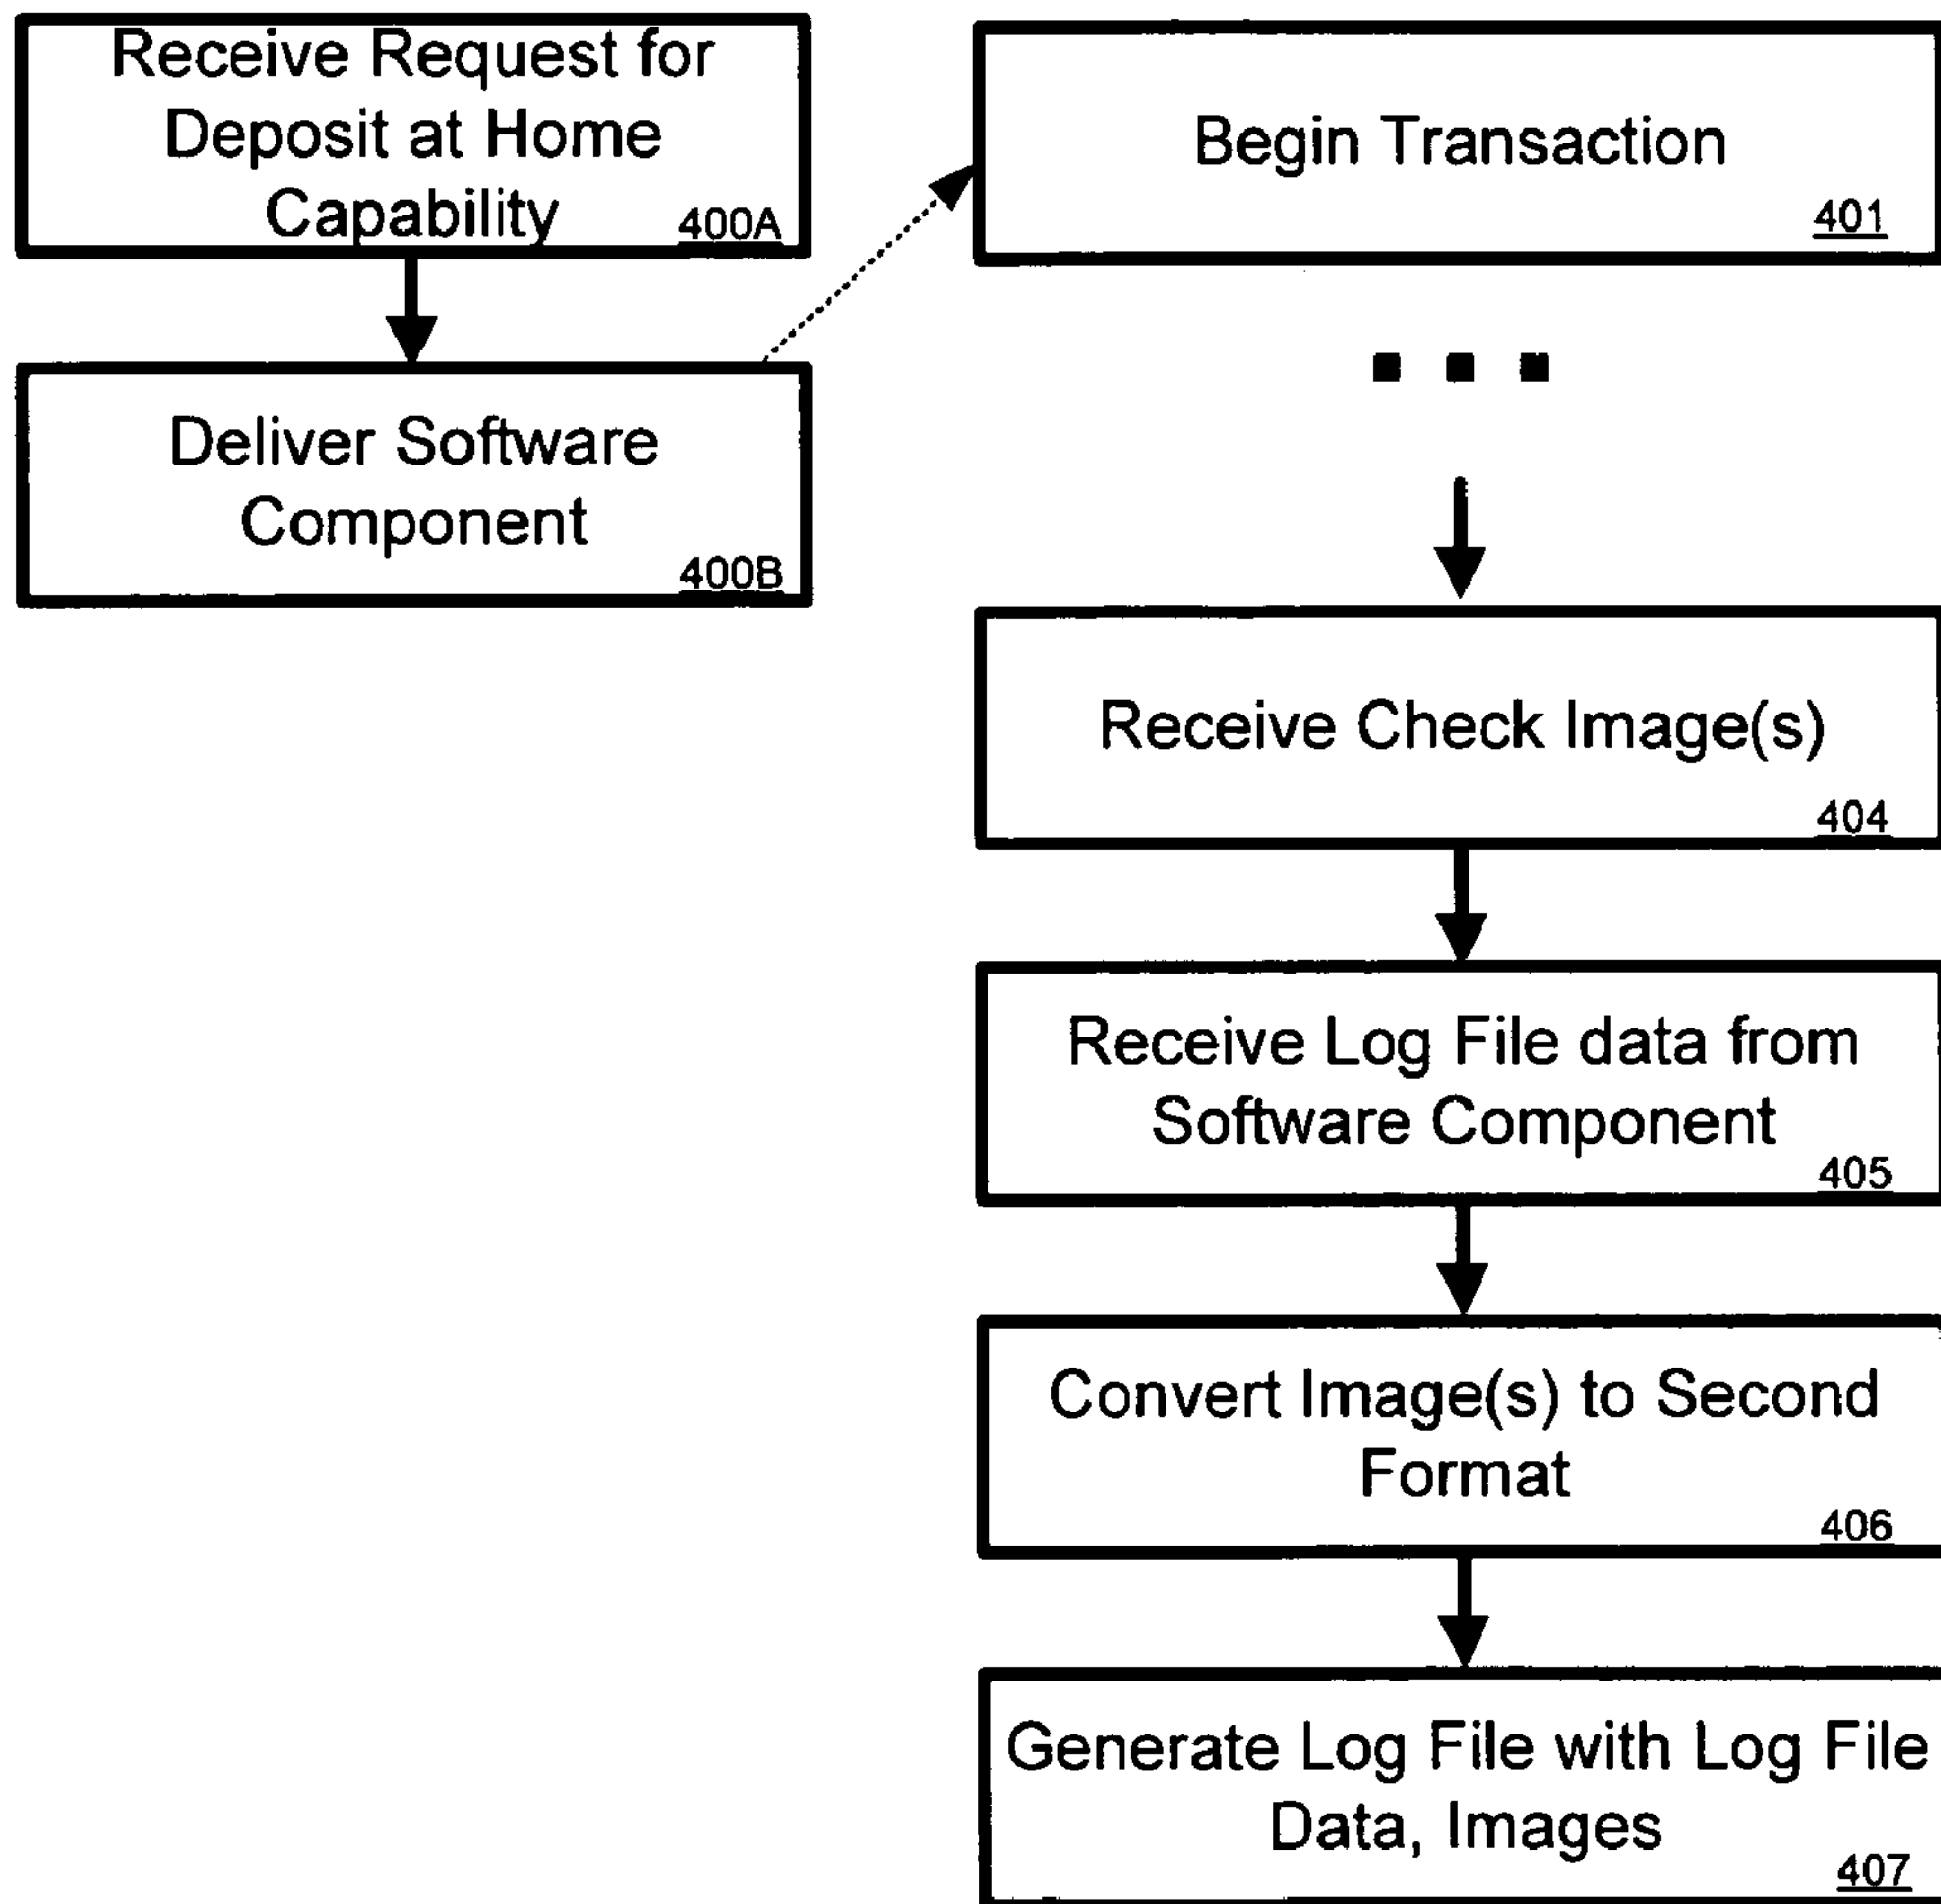 Receive Request for
Deposit at Home
Capability
400A
Deliver Software
Component
400B
Begin Transaction
401
Receive Check Image(s)
404
Receive Log File data from
Software Component
405
Convert Image(s) to Second
Format
406
Generate Log File with Log File
Data, Images
407